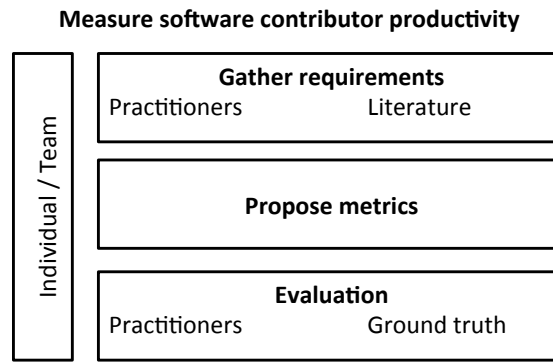 Measure software contributor productivity
Individual / Team
Gather requirements
Practitioners Literature
Propose metrics
Evaluation
Practitioners Ground truth